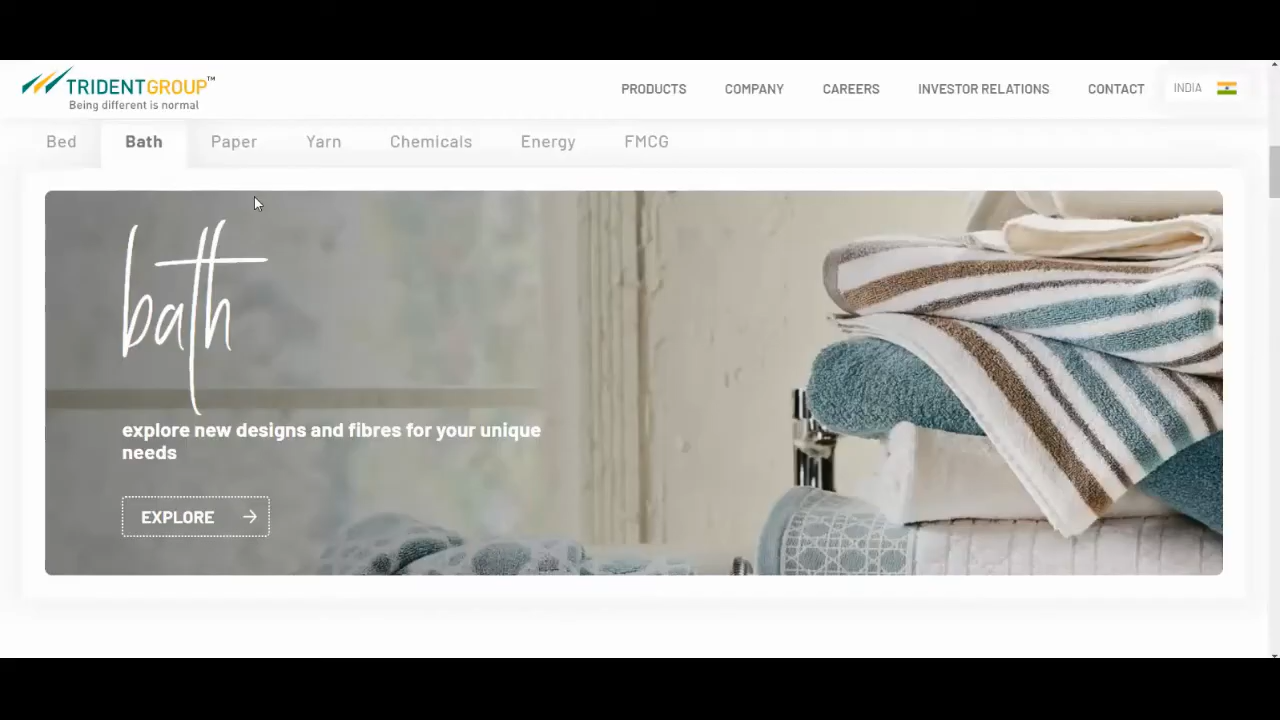 TRIDENTGROUP™
Being different is normal
PRODUCTS
COMPANY
CAREERS
INVESTOR RELATIONS
CONTACT
INDIA
Bed
Bath
Paper
Yarn
Chemicals
Energy
FMCG
bath
explore new designs and fibres for your unique
needs
EXPLORE →